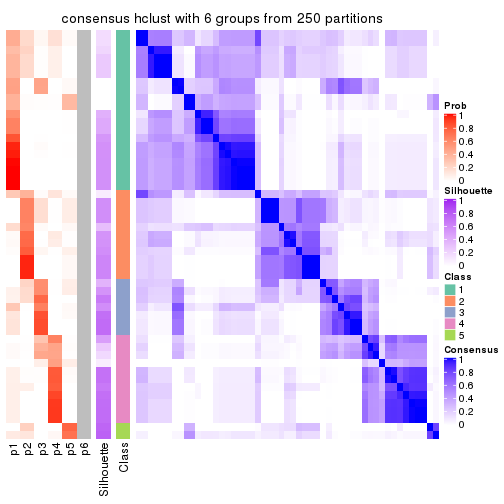 consensus hclust with 6 groups from 250 partitions
Prob
1
0.8
0.6
0.4
0.2
0
Silhouette
1
0.8
0.6
0.4
0.2
0
Class
1
2
3
4
5
Consensus
1
0.8
0.6
0.4
0.2
0
p1
p2
p3
p4
p5
p6
Silhouette
Class